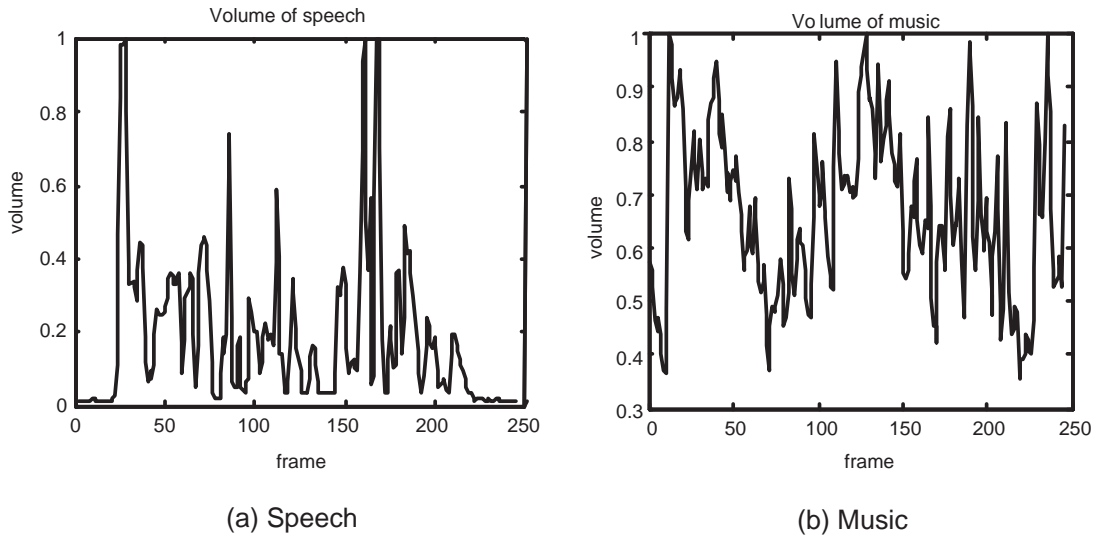 Volume of speech
1
0.8
0.6
0.4
0.2
0
volume
0 50 100 150 200 250
frame
(a) Speech
Vo lume of music
1
0.9
0.8
0.7
0.6
0.5
0.4
0.3
volume
0 50 100 150 200 250
frame
(b) Music